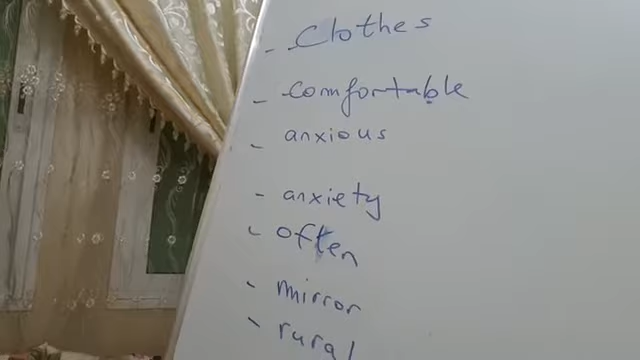 - Clothes
- comfortable
- anxious
- anxiety
- often
- mirror
- rural